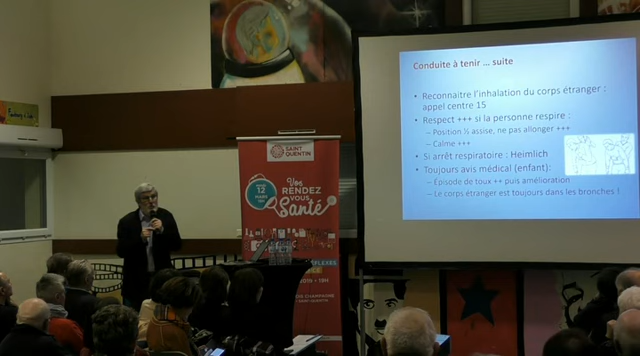 Conduite à tenir ... suite
• Reconnaitre l'inhalation du corps étranger :
appel centre 15
• Respect +++ si la personne respire :
– Position ½ assise, ne pas allonger +++
– Calme +++
• Si arrêt respiratoire : Heimlich
• Toujours avis médical (enfant):
– Episode de toux ++ puis amélioration
– Le corps étranger est toujours dans les bronches !
SAINT
QUENTIN
12
MARS
Vos
RENDEZ
VOUS
Santé
CHAMPAGNE